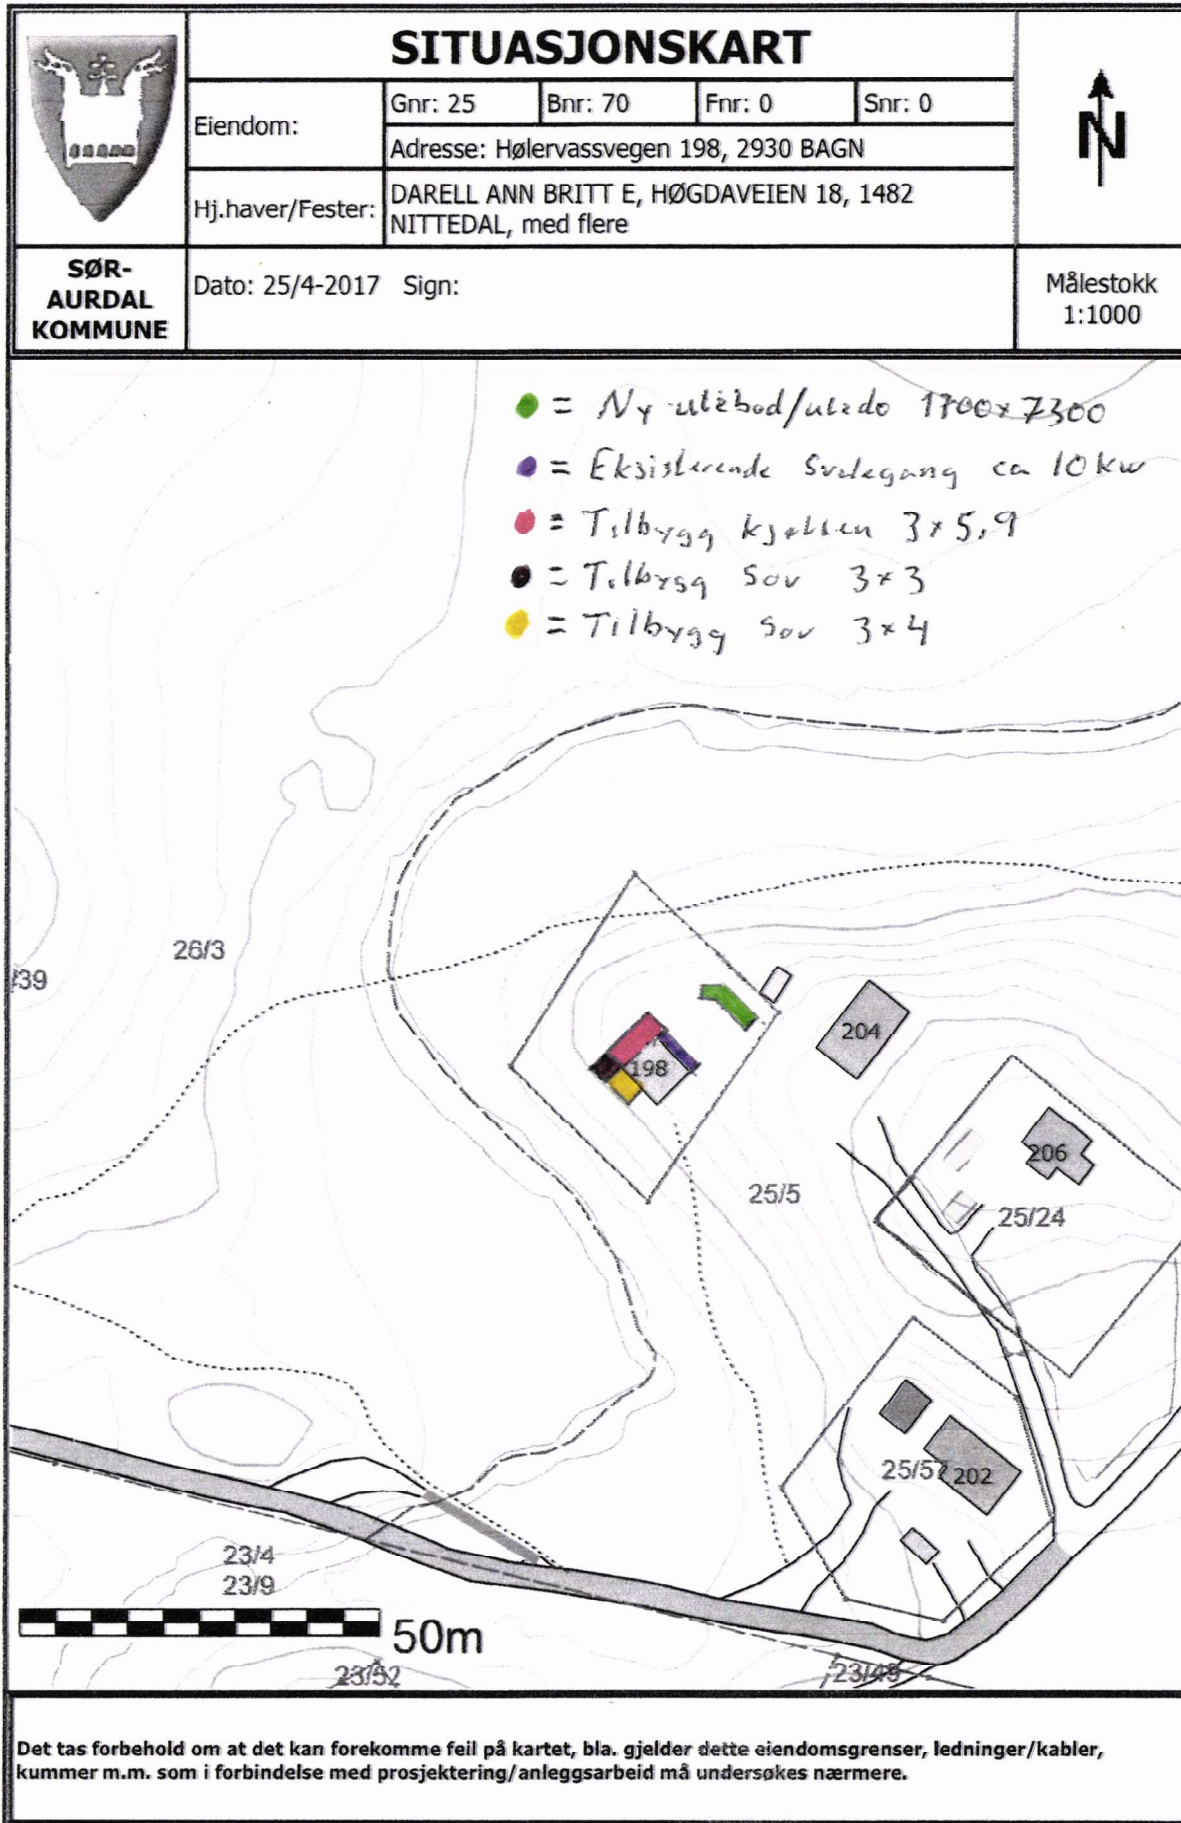 SITUASJONSKART
Eiendom:
Gnr: 25
Bnr: 70
Fnr: 0
Snr: 0
Adresse: Hølervassvegen 198, 2930 BAGN
Hj.haver/Fester:
DARELL ANN BRITT E, HØGDAVEIEN 18, 1482
NITTEDAL, med flere
N
SØR-
AURDAL
KOMMUNE
Dato: 25/4-2017 Sign:
Målestokk
1:1000
= Ny utebod/utedo 1700x7300
= Eksisterende Svalegang ca 10 kw
= Tilbygg kjøkken 3x5,9
= Tilbygg Sov 3x3
= Tilbygg Sov 3x4
26/3
/39
204
198
206
25/5
25/24
25/57
202
23/4
23/9
50m
23/52
23/49
Det tas forbehold om at det kan forekomme feil på kartet, bla. gjelder dette eiendomsgrenser, ledninger/kabler,
kummer m.m. som i forbindelse med prosjektering/anleggsarbeid må undersøkes nærmere.